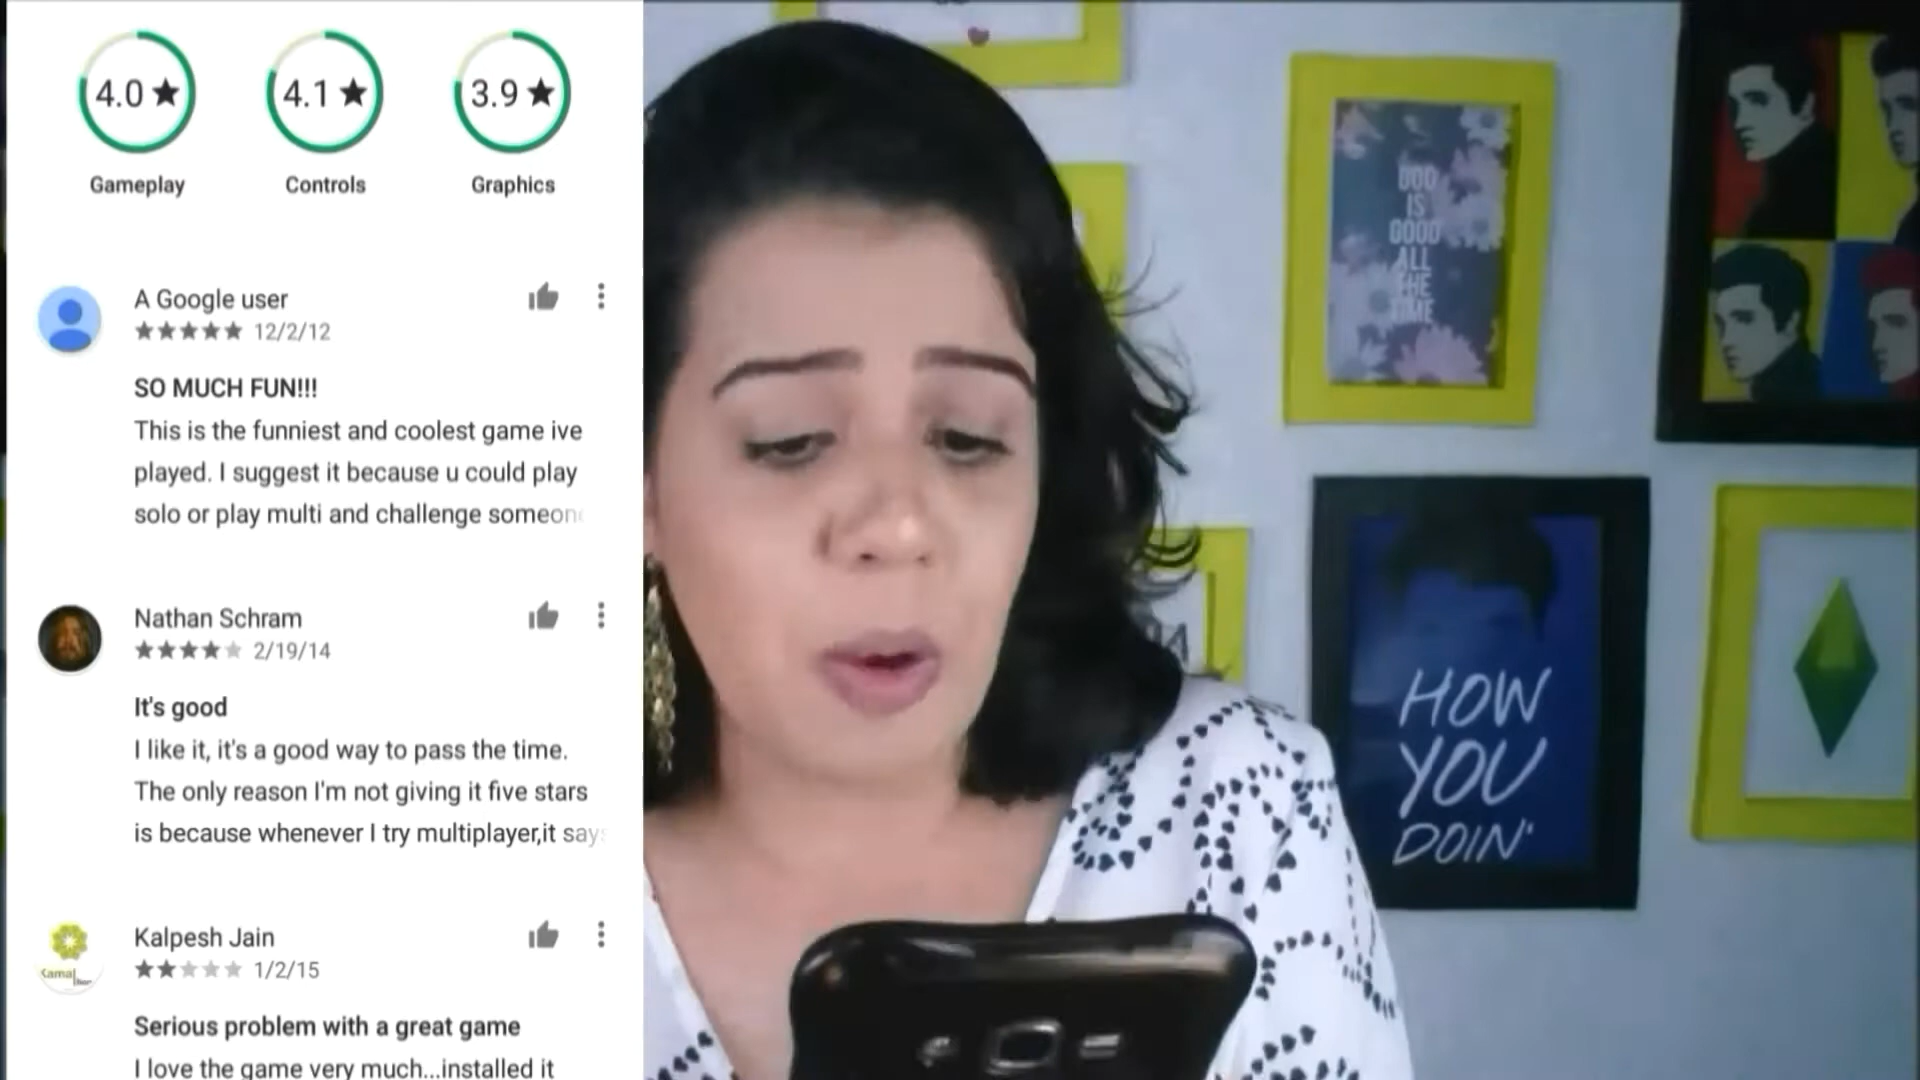 4.0 ★
4.1 ★
3.9 ★
Gameplay
Controls
Graphics
A Google user
★★★★★ 12/2/12
SO MUCH FUN!!!
This is the funniest and coolest game ive
played. I suggest it because u could play
solo or play multi and challenge someone
Nathan Schram
★★★★★ 2/19/14
It's good
I like it, it's a good way to pass the time.
The only reason I'm not giving it five stars
is because whenever I try multiplayer,it says
Kalpesh Jain
★★★★★ 1/2/15
Serious problem with a great game
I love the game very much...installed it
GOD
IS
GOOD
ALL
THE
TIME
HOW
YOU
DOIN'